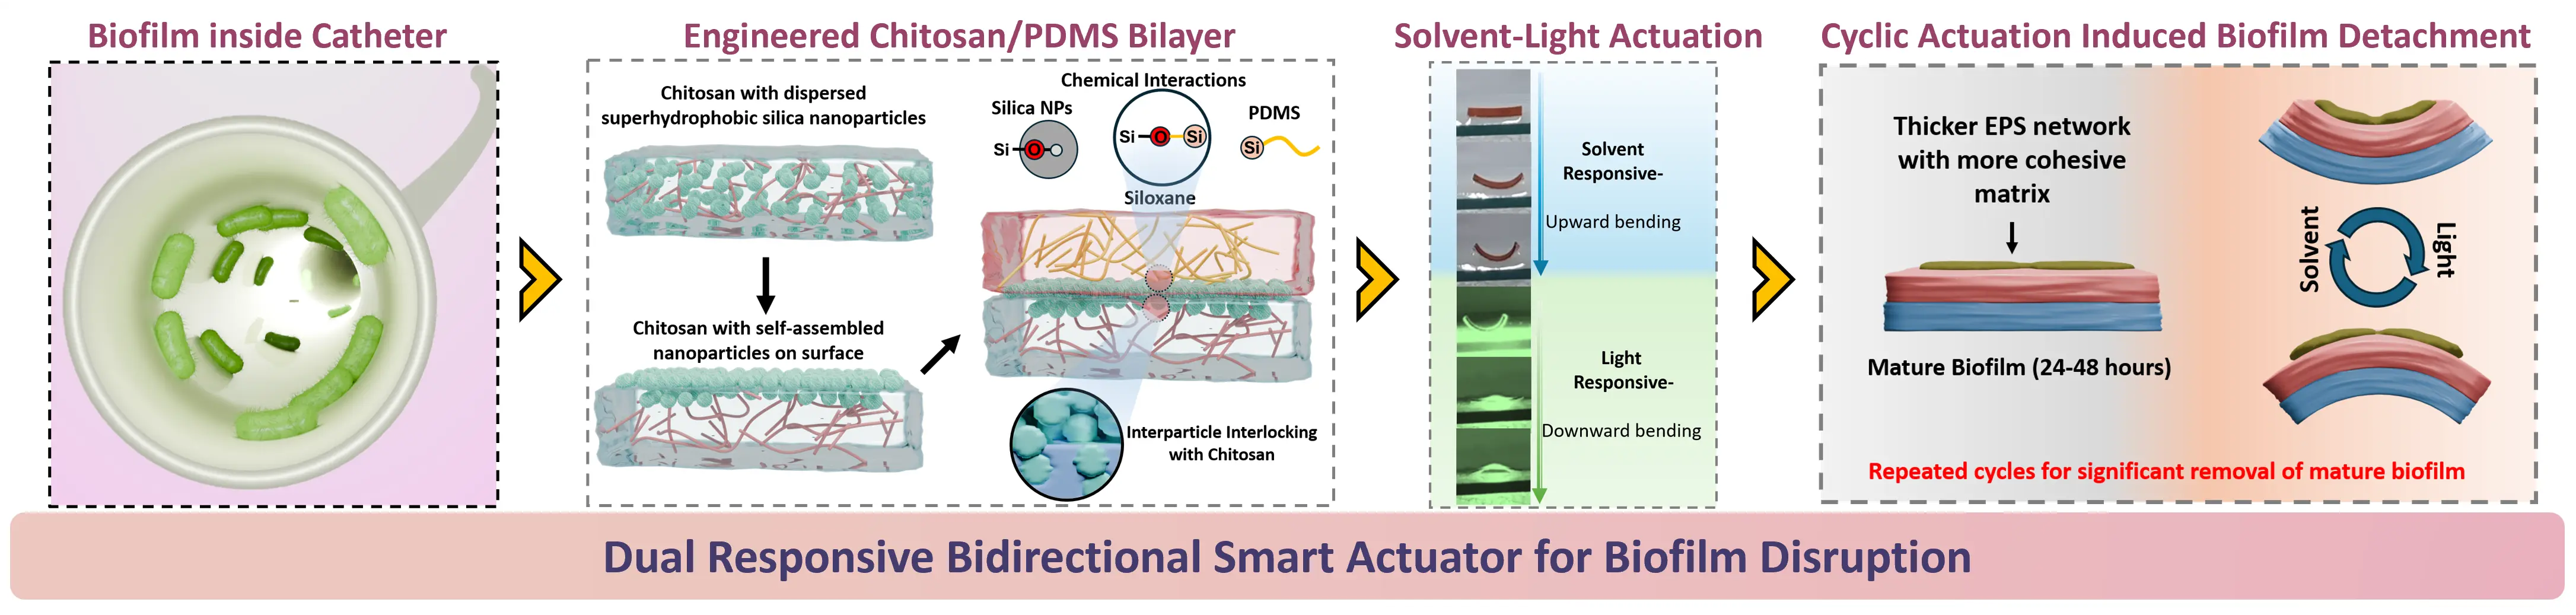 Biofilm inside Catheter
Engineered Chitosan/PDMS Bilayer
Chitosan with dispersed
superhydrophobic silica nanoparticles
Chitosan with self-assembled
nanoparticles on surface
Chemical Interactions
Silica NPs
Si
O
Si
O
Si
PDMS
Si
Siloxane
Interparticle Interlocking
with Chitosan
Solvent-Light Actuation
Solvent
Responsive-
Upward bending
Light
Responsive-
Downward bending
Cyclic Actuation Induced Biofilm Detachment
Thicker EPS network
with more cohesive
matrix
Mature Biofilm (24-48 hours)
Solvent
Light
Repeated cycles for significant removal of mature biofilm
Dual Responsive Bidirectional Smart Actuator for Biofilm Disruption